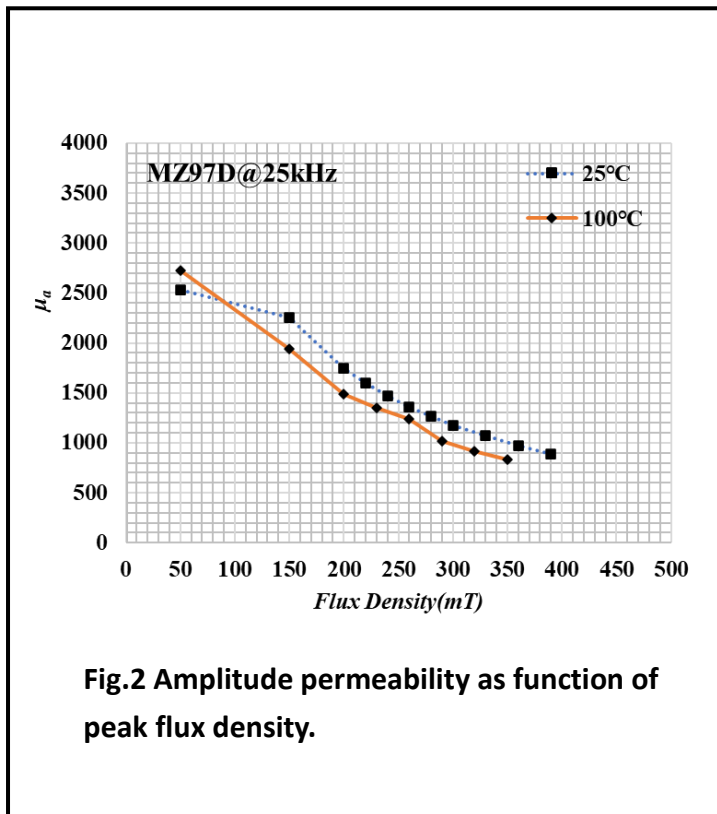 4000
3500
3000
2500
2000
1500
1000
500
0
μa
MZ97D@25kHz
25°C
100°C
0 50 100 150 200 250 300 350 400 450 500
Flux Density(mT)
Fig.2 Amplitude permeability as function of
peak flux density.